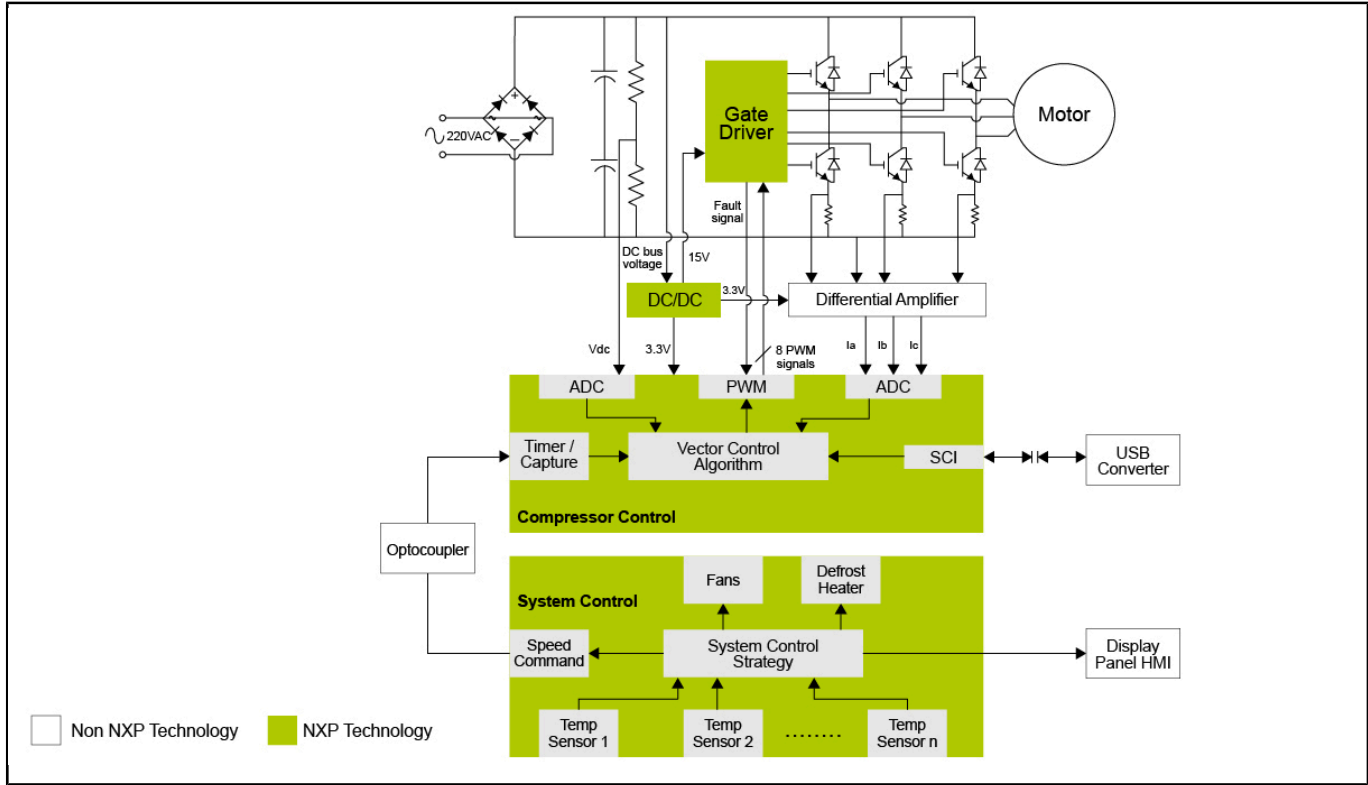 Gate
Driver
Motor
+
220VAC
−
Fault
signal
DC bus
voltage
15V
DC/DC
3.3V
Differential Amplifier
Vdc
3.3V
8 PWM
signals
Ia
Ib
Ic
ADC
PWM
ADC
Timer /
Capture
Vector Control
Algorithm
SCI
USB
Converter
Compressor Control
Optocoupler
Fans
Defrost
Heater
System Control
Speed
Command
System Control
Strategy
Display
Panel HMI
Temp
Sensor 1
Temp
Sensor 2
........
Temp
Sensor n
Non NXP Technology
NXP Technology